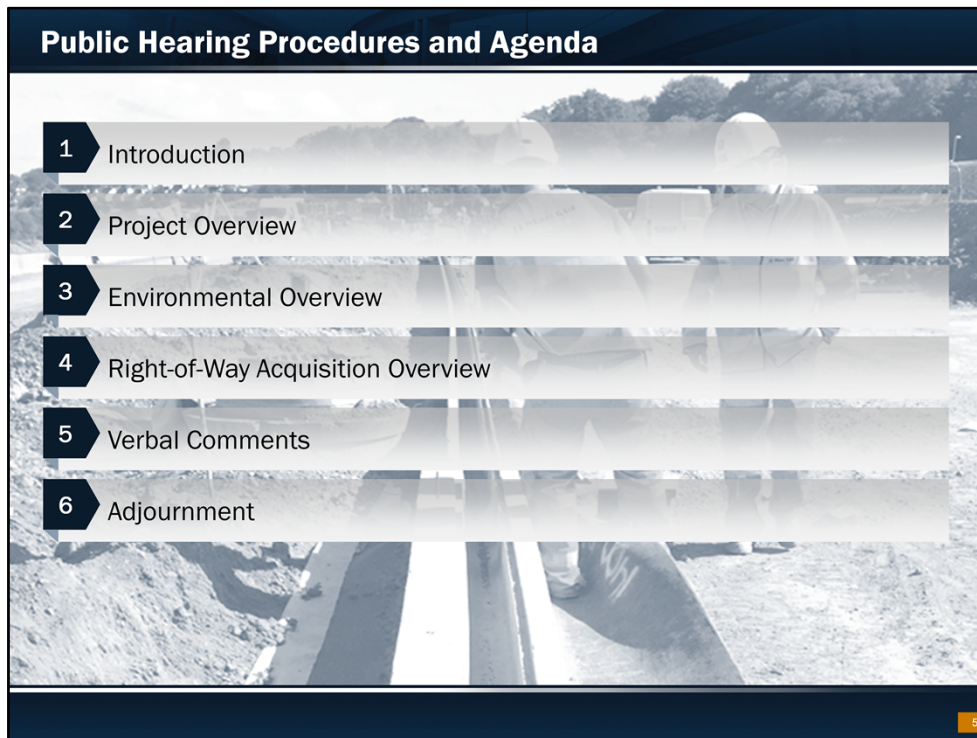 Public Hearing Procedures and Agenda
1 Introduction
2 Project Overview
3 Environmental Overview
4 Right-of-Way Acquisition Overview
5 Verbal Comments
6 Adjournment
5